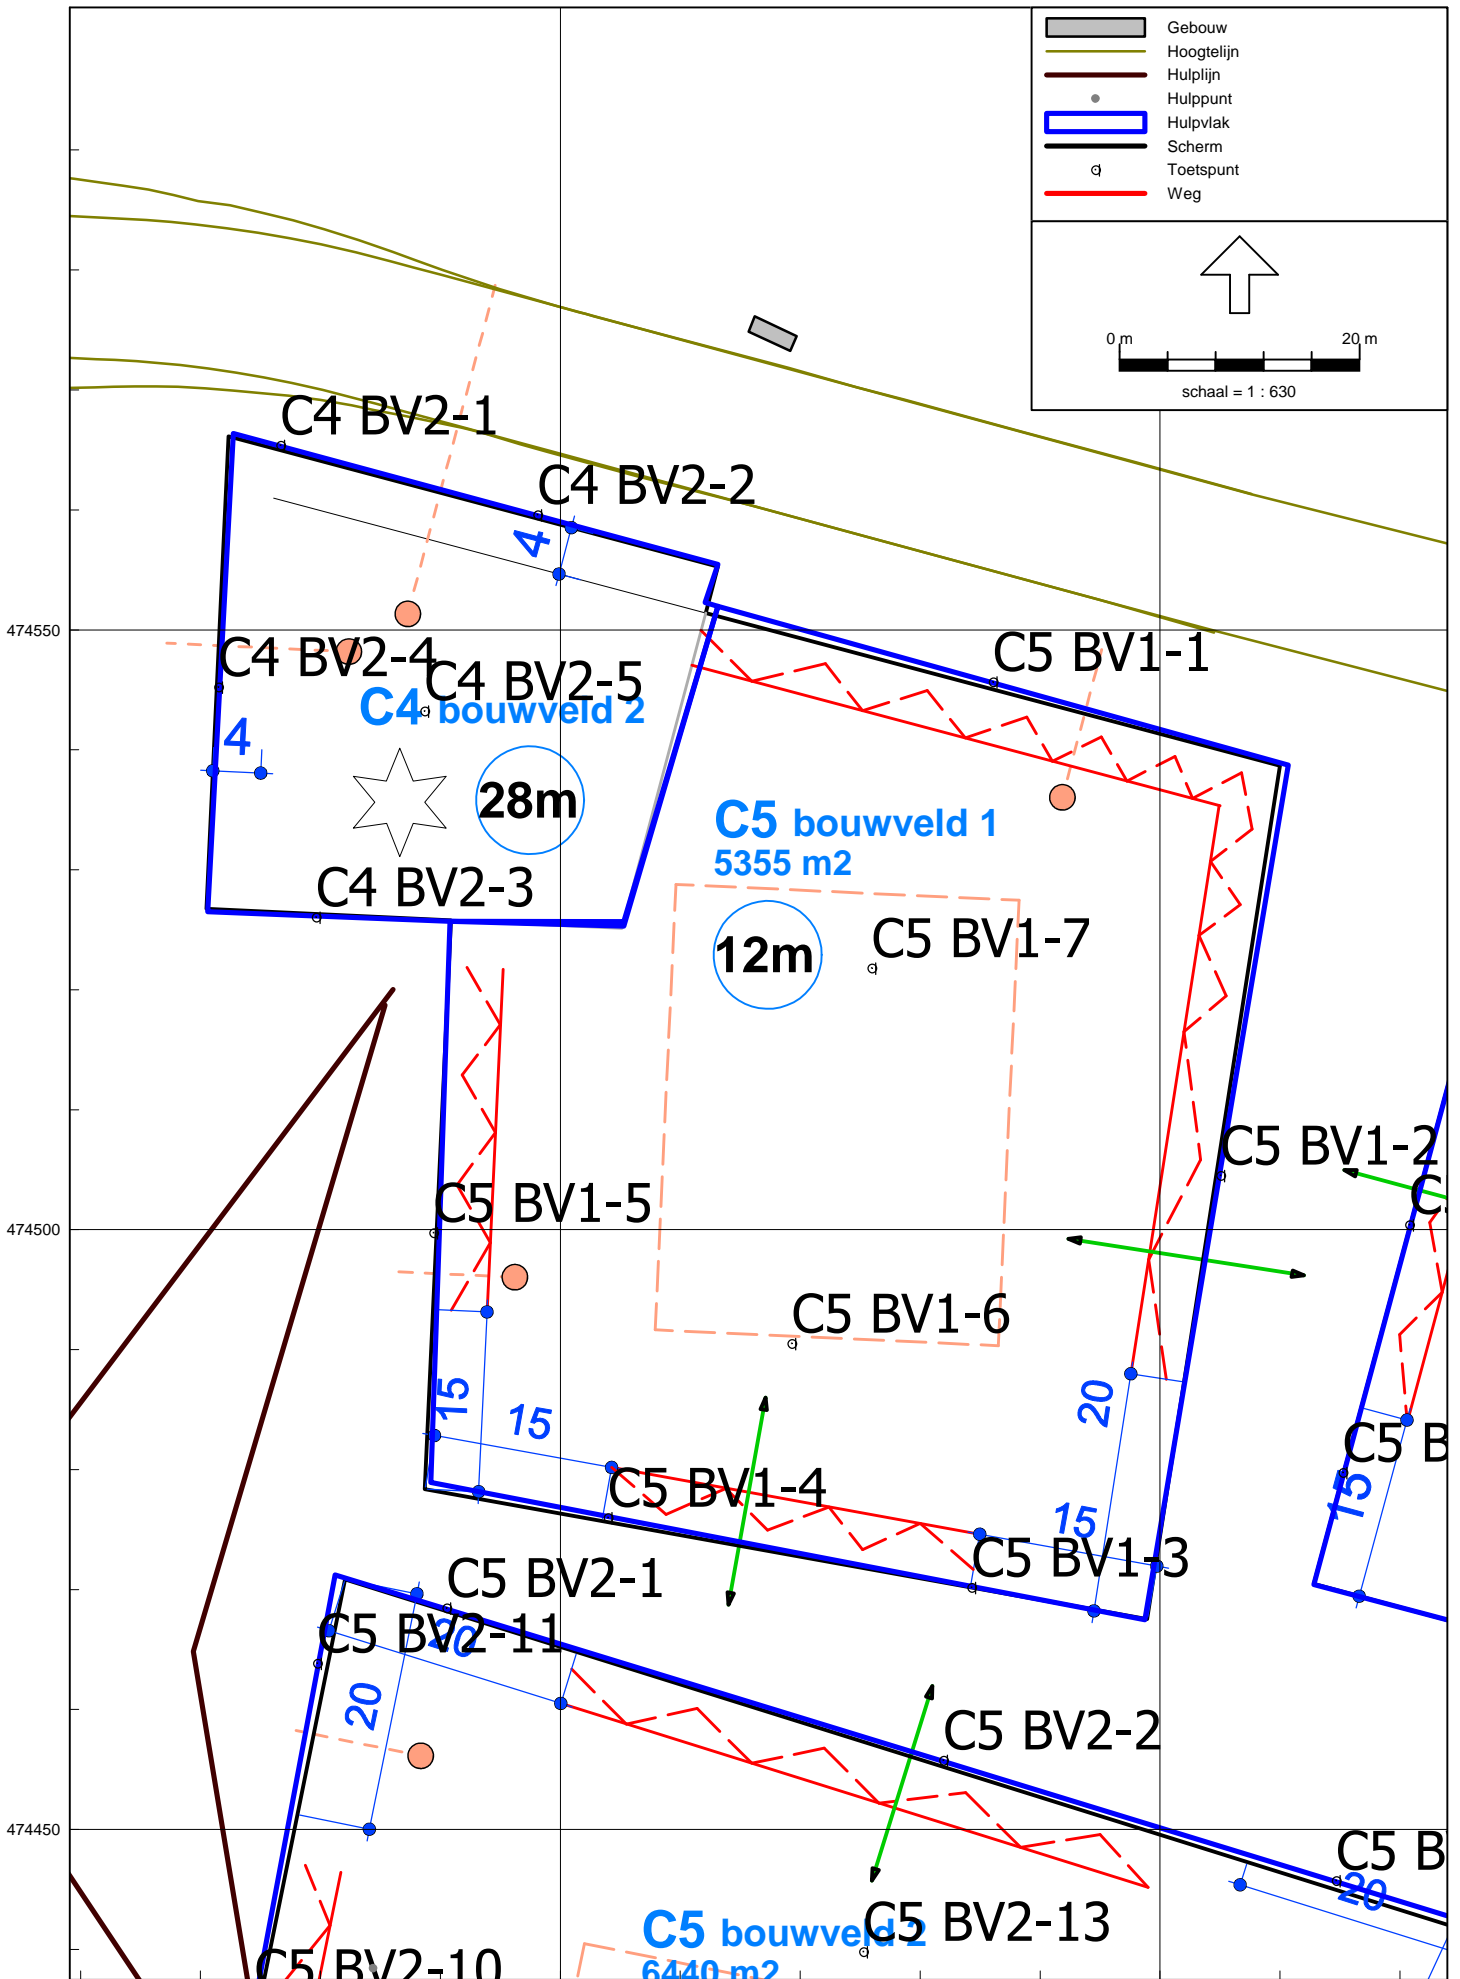 Gebouw
Hoogtelijn
Hulplijn
Hulppunt
Hulpvlak
Scherm
Toetspunt
Weg
0 m 20 m
schaal = 1 : 630
C4 BV2-1
C4 BV2-2
4
474550
C4 BV2-4
C4 BV2-5
C5 BV1-1
C4 bouwveld 2
4
28m
C5 bouwveld 1
5355 m2
C4 BV2-3
12m
C5 BV1-7
C5 BV1-2
C5 BV1-5
474500
C5 BV1-6
15
15
20
C5 B
15
C5 BV1-4
15
C5 BV1-3
C5 BV2-1
C5 BV2-11
20
20
C5 BV2-2
474450
C5 B
20
C5 BV2-13
C5 bouwveld 2
6440 m2
C5 BV2-10